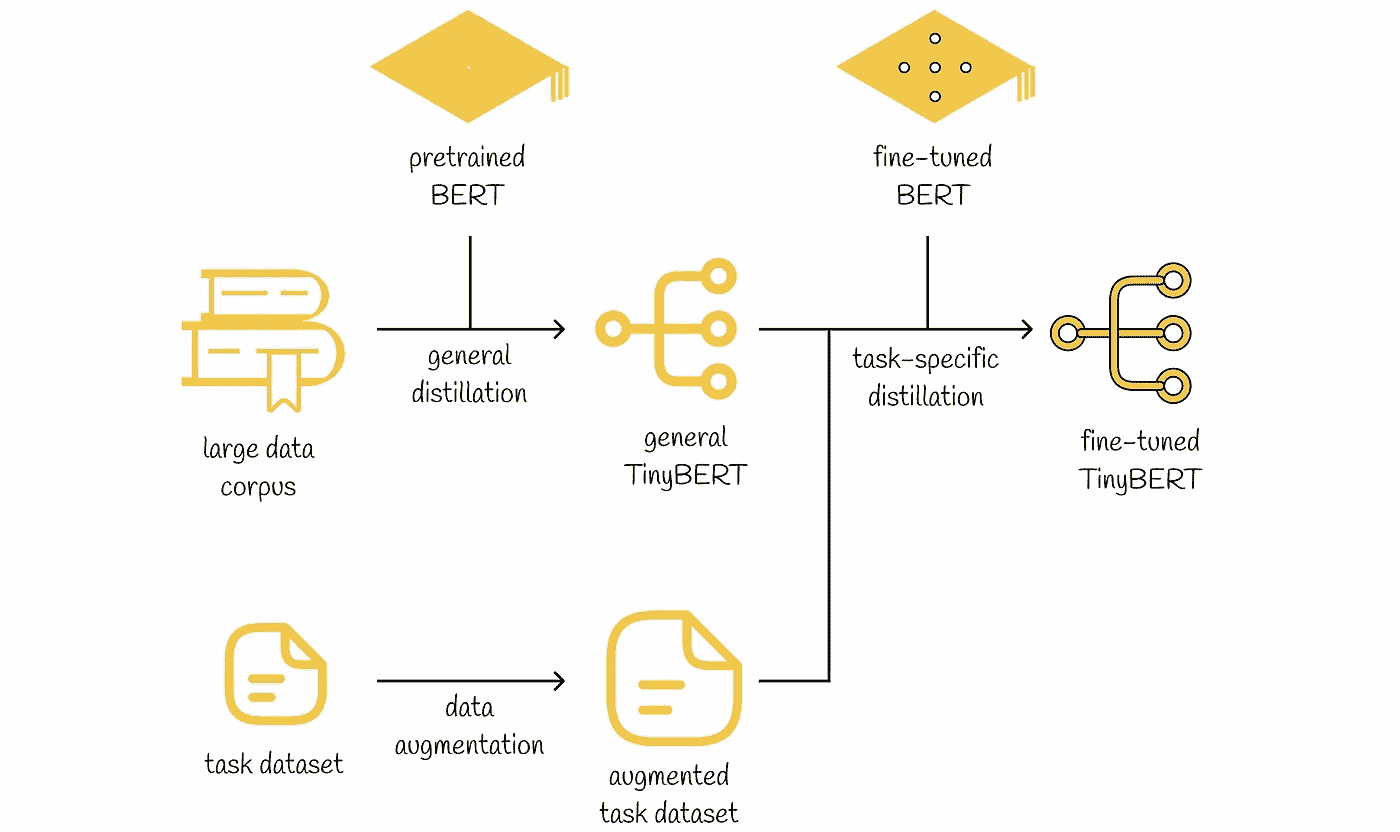 pretrained
BERT
fine-tuned
BERT
general
distillation
task-specific
distillation
large data
corpus
general
TinyBERT
fine-tuned
TinyBERT
data
augmentation
task dataset
augmented
task dataset